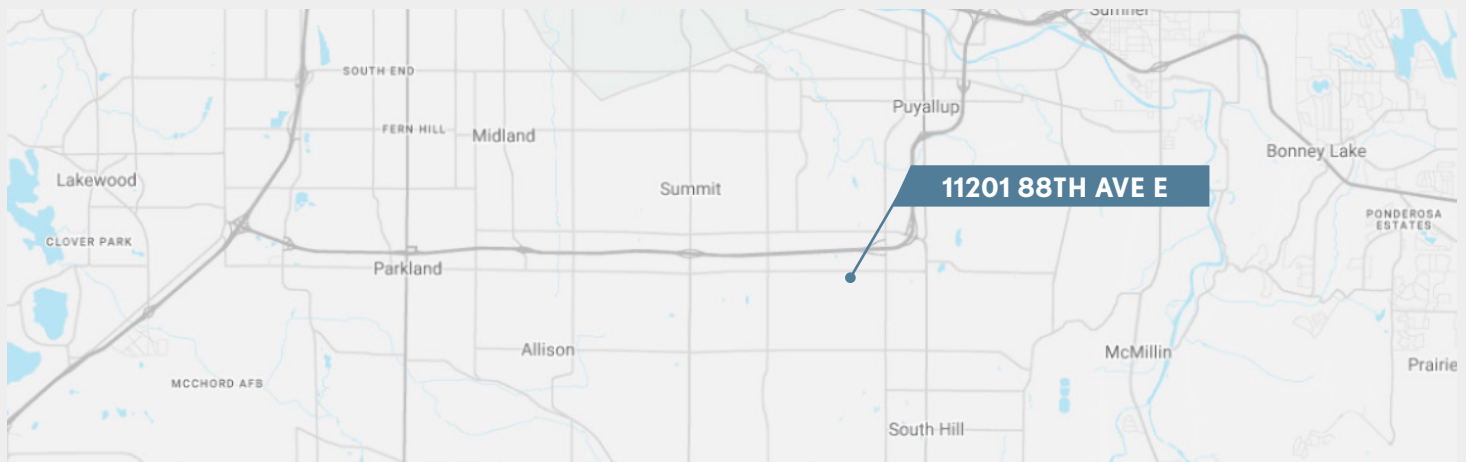 Sumner
SOUTH END
Puyallup
FERN HILL
Midland
Bonney Lake
Lakewood
Summit
11201 88TH AVE E
PONDEROSA
ESTATES
CLOVER PARK
Parkland
Allison
McMillin
Prairie
MCCHORD AFB
South Hill